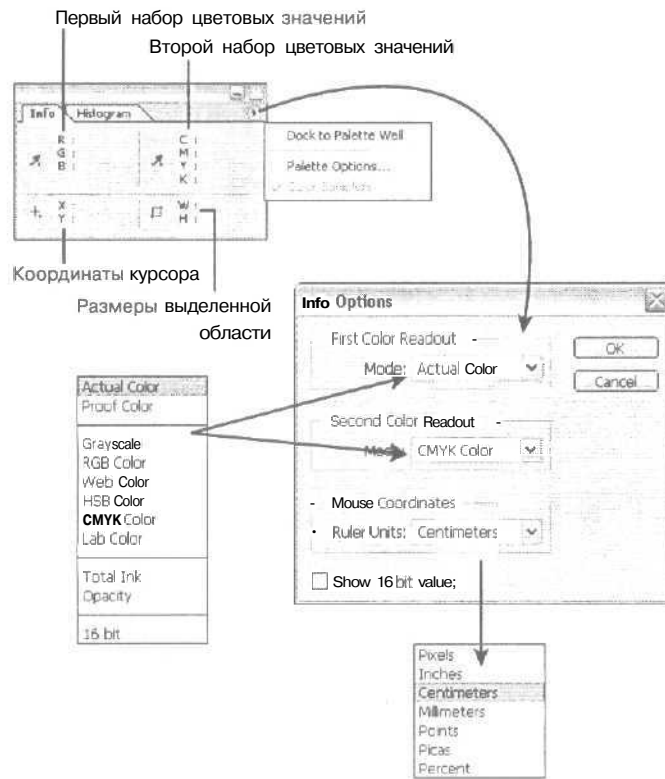 Первый набор цветовых значений
Второй набор цветовых значений
Info Histogram
R :
G :
B :
C :
M :
Y :
K :
X :
Y :
W :
H :
Dock to Palette Well
Palette Options...
Координаты курсора
Размеры выделенной
области
Info Options
First Color Readout -
Mode: Actual Color
OK
Cancel
Second Color Readout -
CMYK Color
- Mouse Coordinates
• Ruler Units: Centimeters
Show 16 bit value;
Actual Color
Proof Color
Grayscale
RGB Color
Web Color
HSB Color
CMYK Color
Lab Color
Total Ink
Opacity
16 bit
Pixels
Inches
Centimeters
Millimeters
Points
Picas
Percent